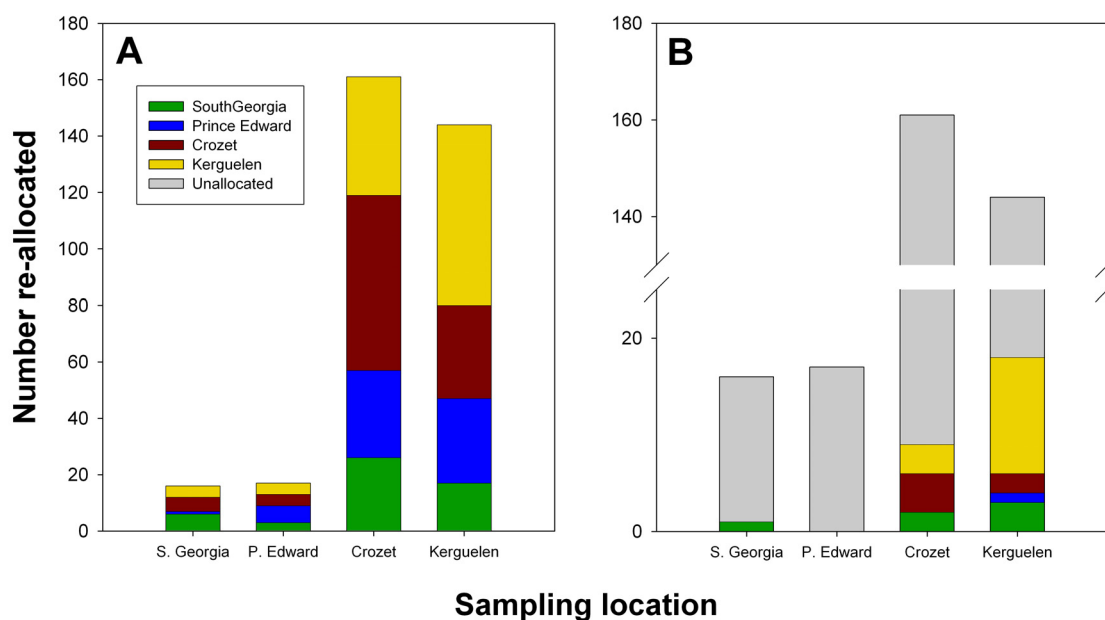 A
B
SouthGeorgia
Prince Edward
Crozet
Kerguelen
Unallocated
Number re-allocated
180
160
140
120
100
80
60
40
20
0
S. Georgia P. Edward Crozet Kerguelen
180
160
140
20
0
S. Georgia P. Edward Crozet Kerguelen
Sampling location